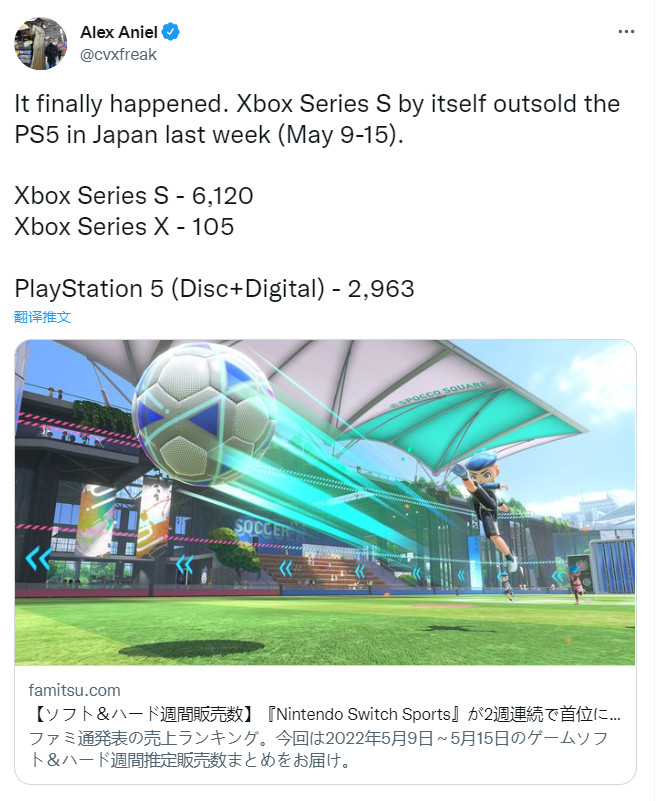 Alex Aniel
@cvxfreak
It finally happened. Xbox Series S by itself outsold the
PS5 in Japan last week (May 9-15).
Xbox Series S - 6,120
Xbox Series X - 105
PlayStation 5 (Disc+Digital) - 2,963
翻译推文
SPOCCO SQUARE
SOCCER
famitsu.com
【ソフト＆ハード週間販売数】『Nintendo Switch Sports』が2週連続で首位に...
ファミ通発表の売上ランキング。今回は2022年5月9日～5月15日のゲームソフ
ト＆ハード週間推定販売数まとめをお届け。